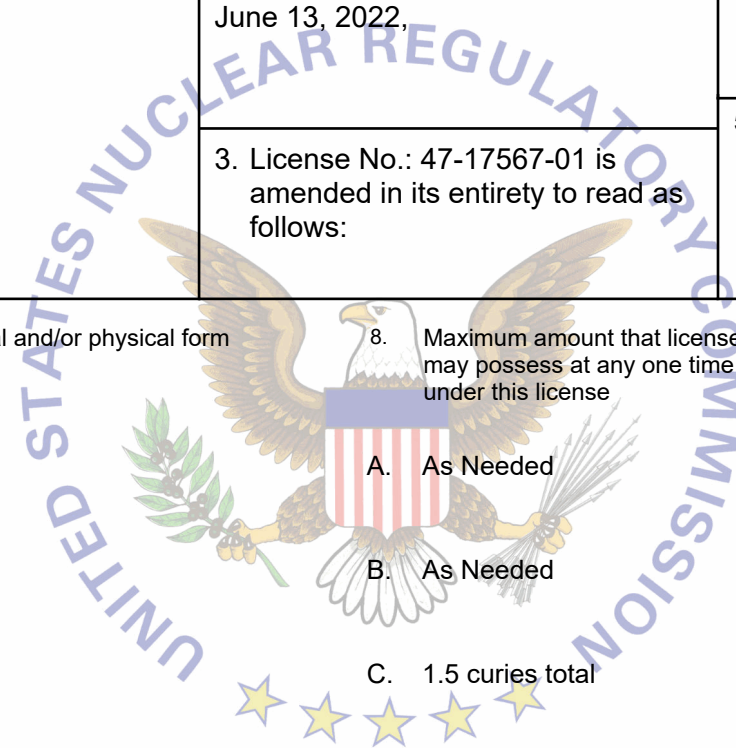 June 13, 2022,
3. License No.: 47-17567-01 is
amended in its entirety to read as
follows:
and/or physical form
8. Maximum amount that license
may possess at any one time
under this license
A. As Needed
B. As Needed
C. 1.5 curies total
UNITED STATES NUCLEAR REGULATORY COMMISSION